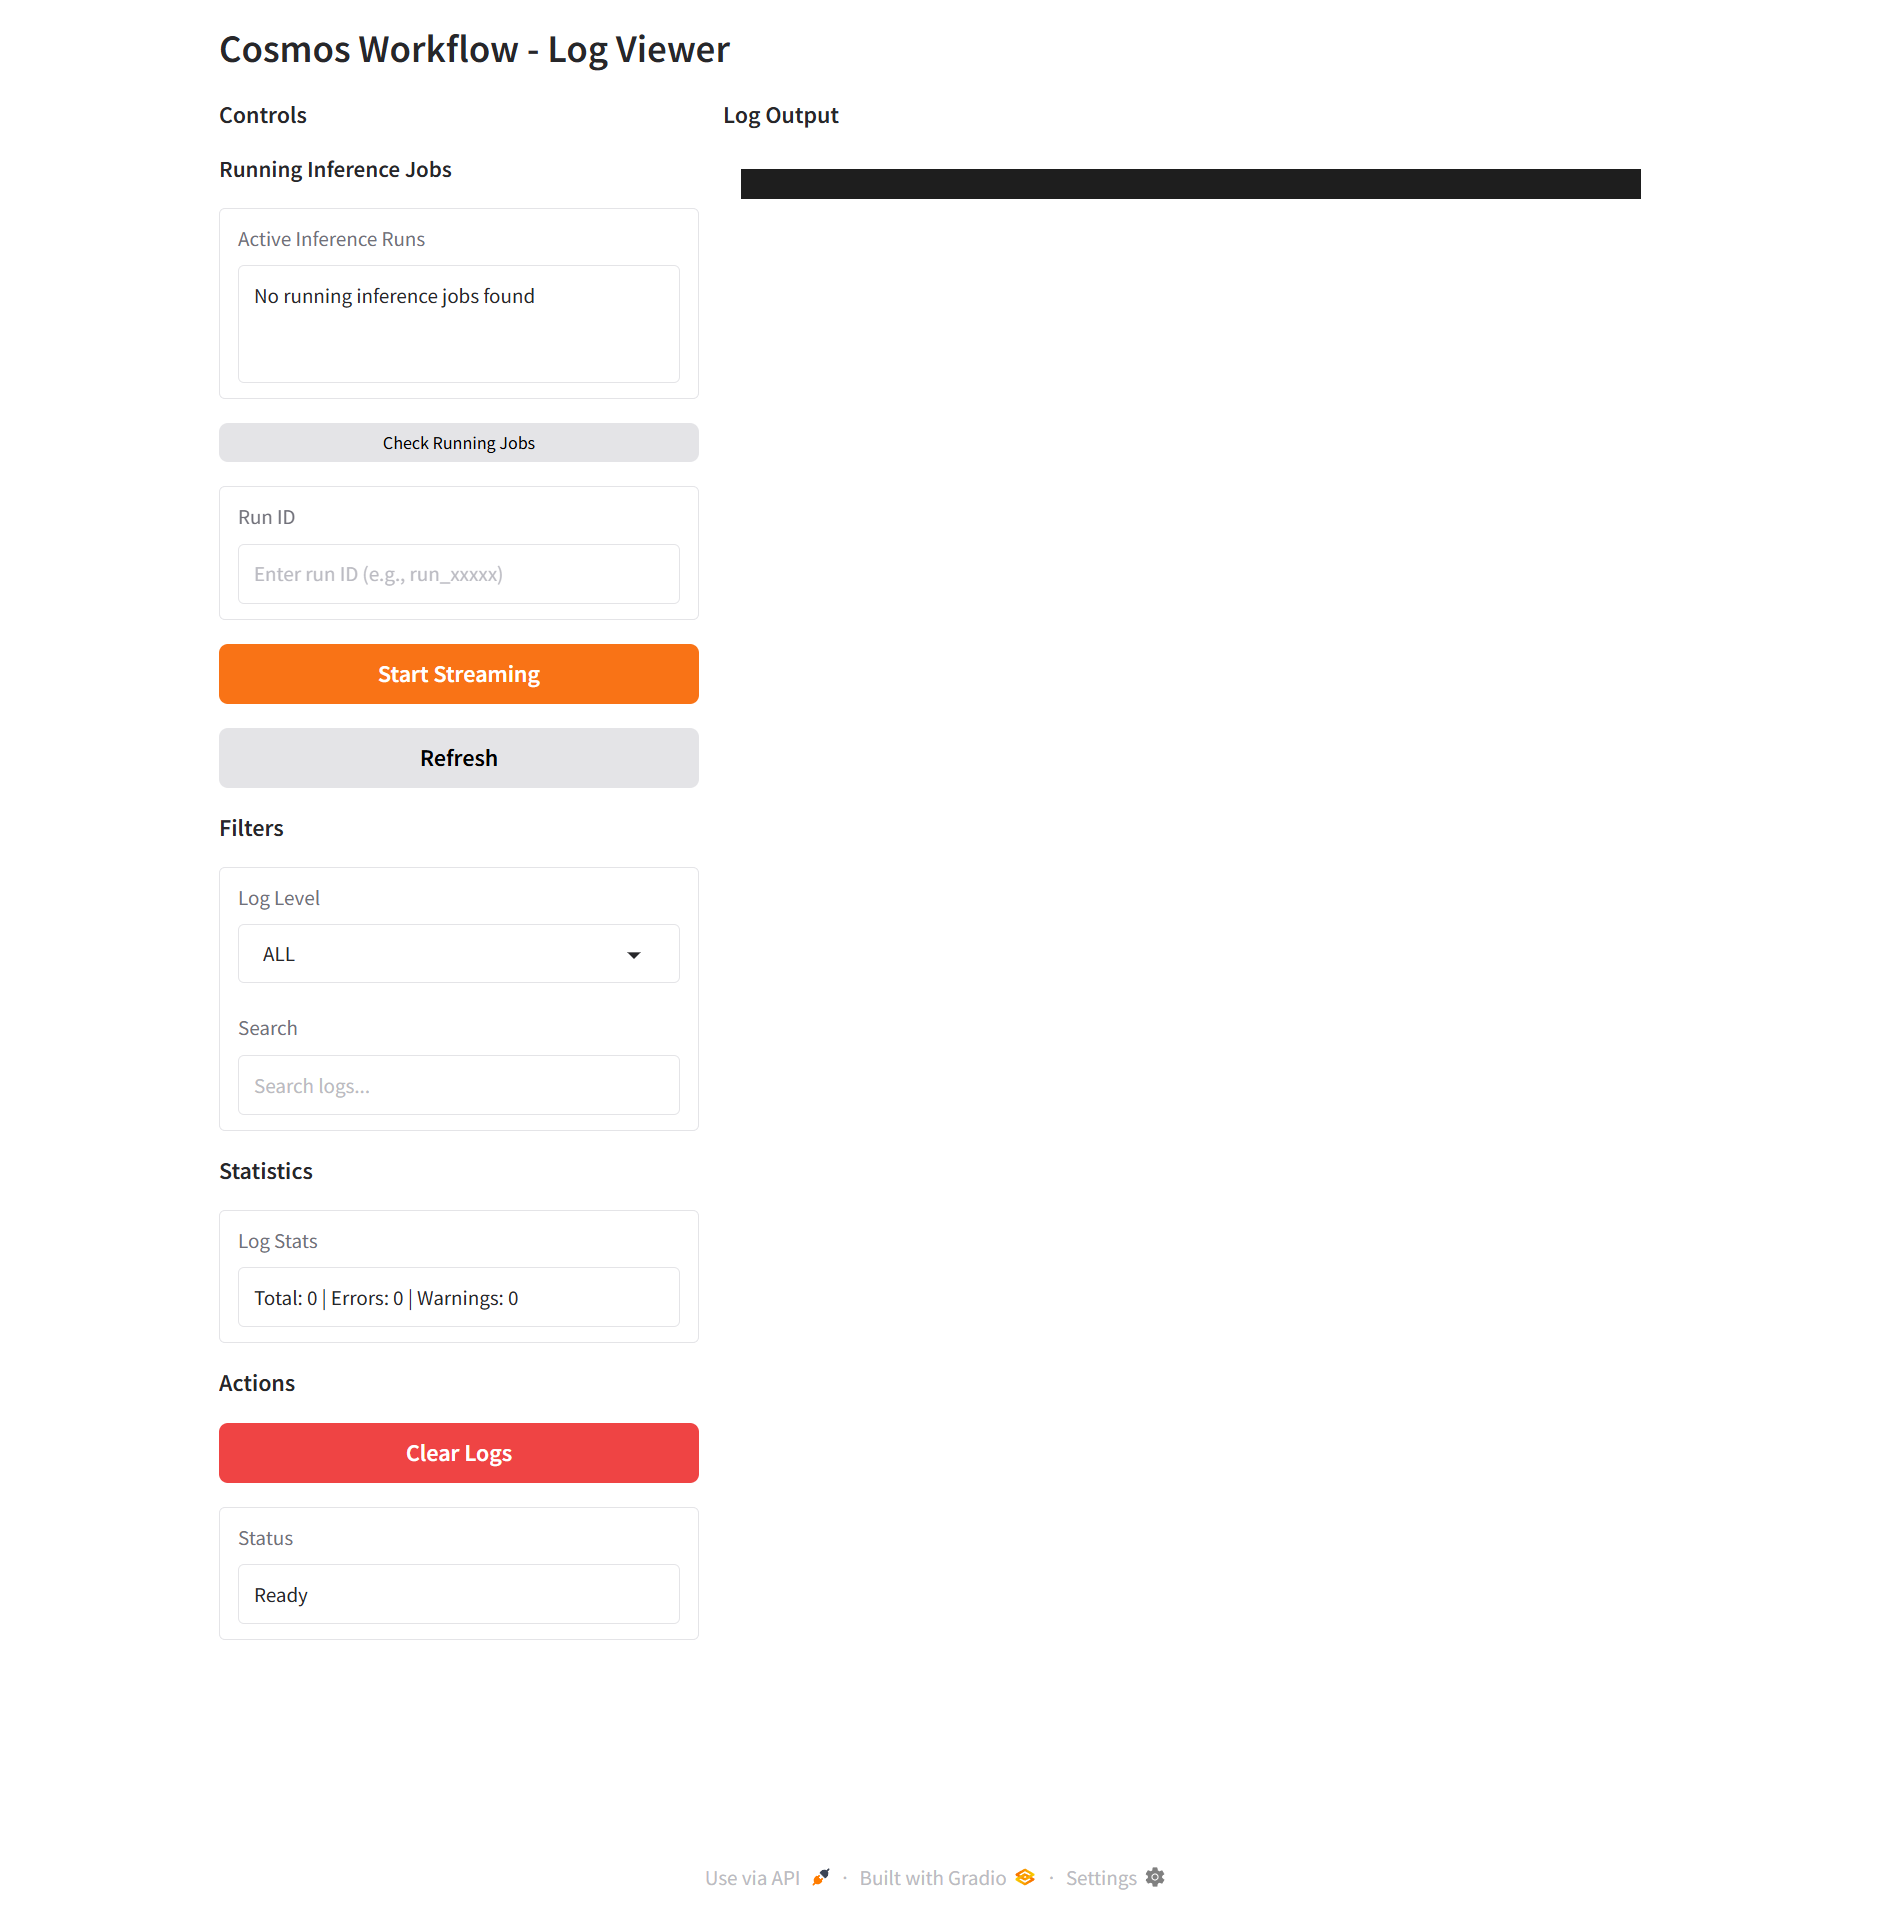 Cosmos Workflow - Log Viewer
Controls
Running Inference Jobs
Active Inference Runs
No running inference jobs found
Check Running Jobs
Run ID
Enter run ID (e.g., run_xxxxx)
Start Streaming
Refresh
Filters
Log Level
ALL
Search
Search logs...
Statistics
Log Stats
Total: 0 | Errors: 0 | Warnings: 0
Actions
Clear Logs
Status
Ready
Log Output
Use via API · Built with Gradio · Settings